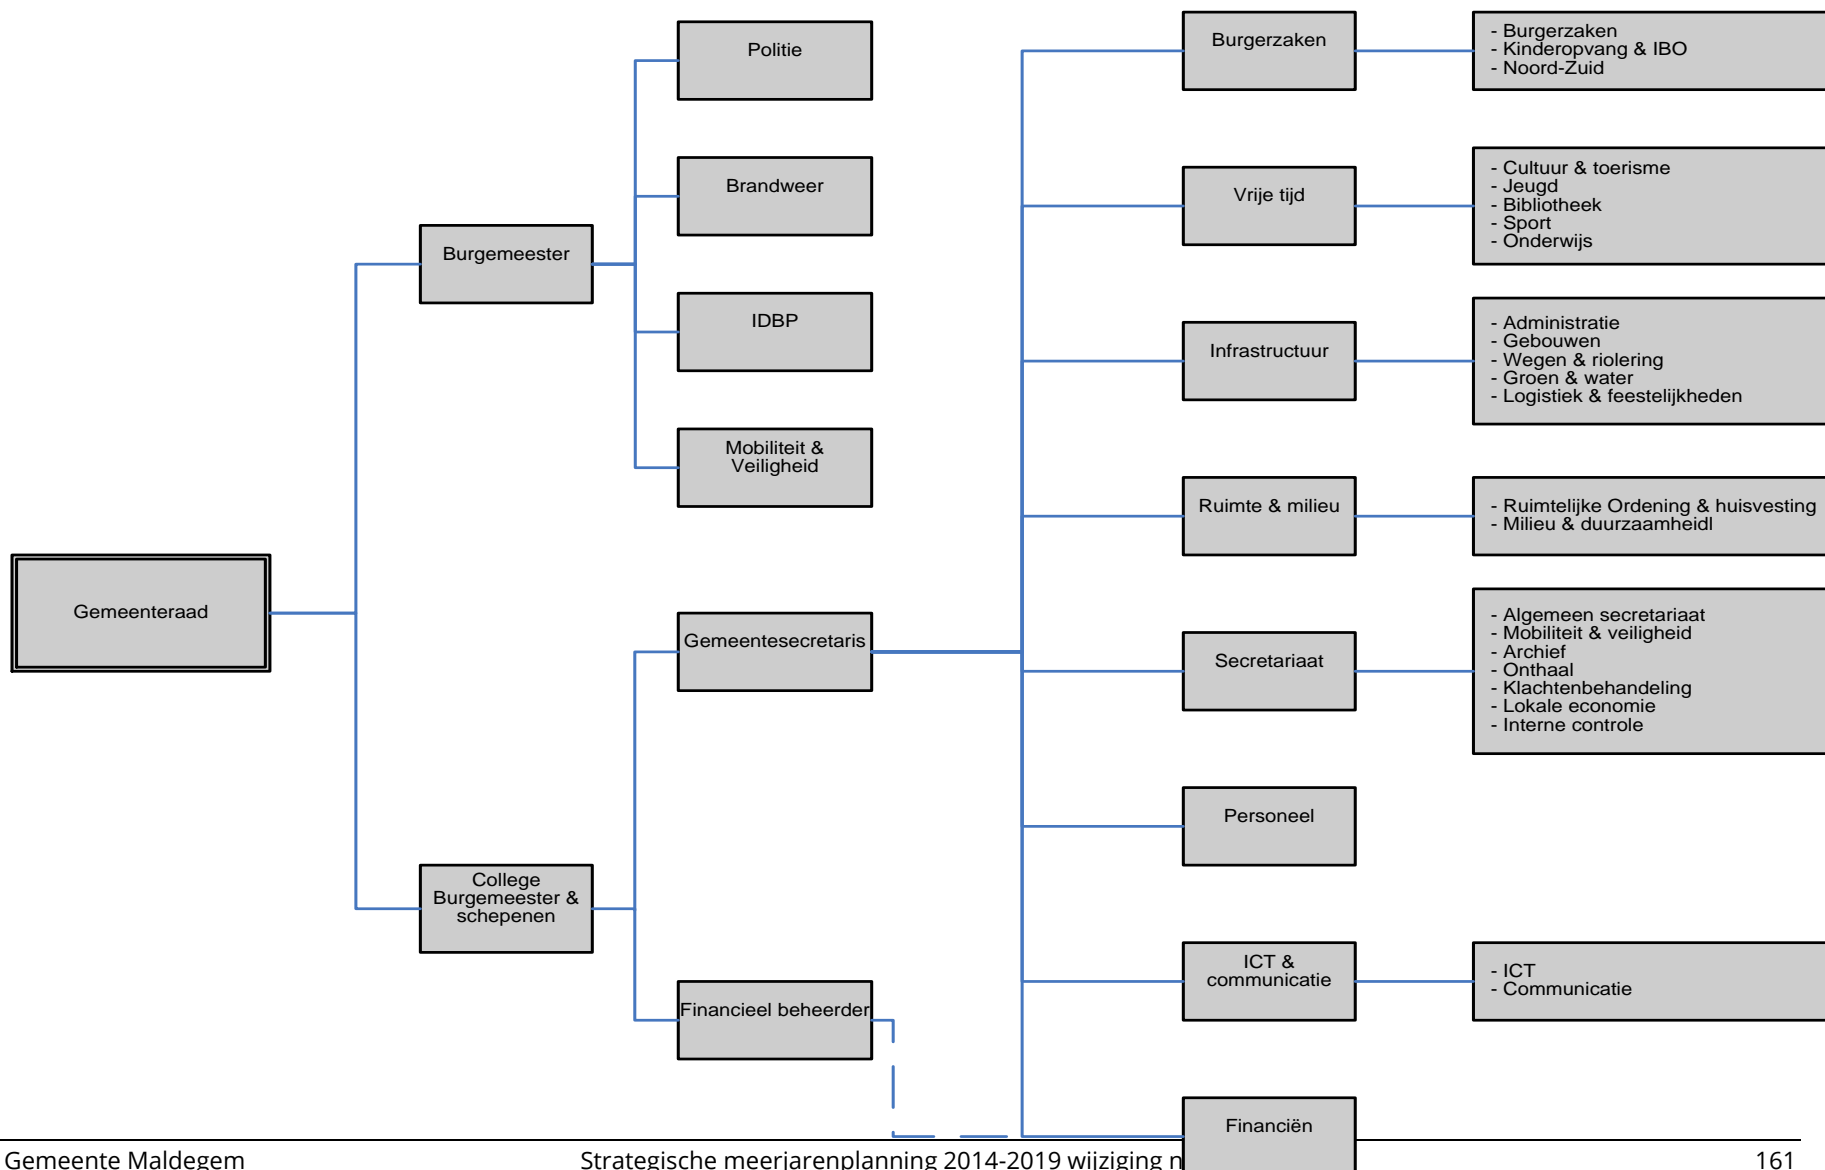 Gemeenteraad
Burgemeester
College
Burgemeester &
schepenen
Politie
Brandweer
IDBP
Mobiliteit &
Veiligheid
Gemeentesecretaris
Financieel beheerder
Burgerzaken
- Burgerzaken
- Kinderopvang & IBO
- Noord-Zuid
Vrije tijd
- Cultuur & toerisme
- Jeugd
- Bibliotheek
- Sport
- Onderwijs
Infrastructuur
- Administratie
- Gebouwen
- Wegen & riolering
- Groen & water
- Logistiek & feestelijkheden
Ruimte & milieu
- Ruimtelijke Ordening & huisvesting
- Milieu & duurzaamheidl
Secretariaat
- Algemeen secretariaat
- Mobiliteit & veiligheid
- Archief
- Onthaal
- Klachtenbehandeling
- Lokale economie
- Interne controle
Personeel
ICT &
communicatie
- ICT
- Communicatie
Financiën
Gemeente Maldegem
Strategische meerjarenplanning 2014-2019 wijziging
161